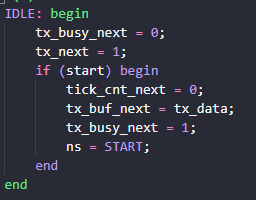 IDLE: begin
    tx_busy_next = 0;
    tx_next = 1;
    if (start) begin
        tick_cnt_next = 0;
        tx_buf_next = tx_data;
        tx_busy_next = 1;
        ns = START;
    end
end